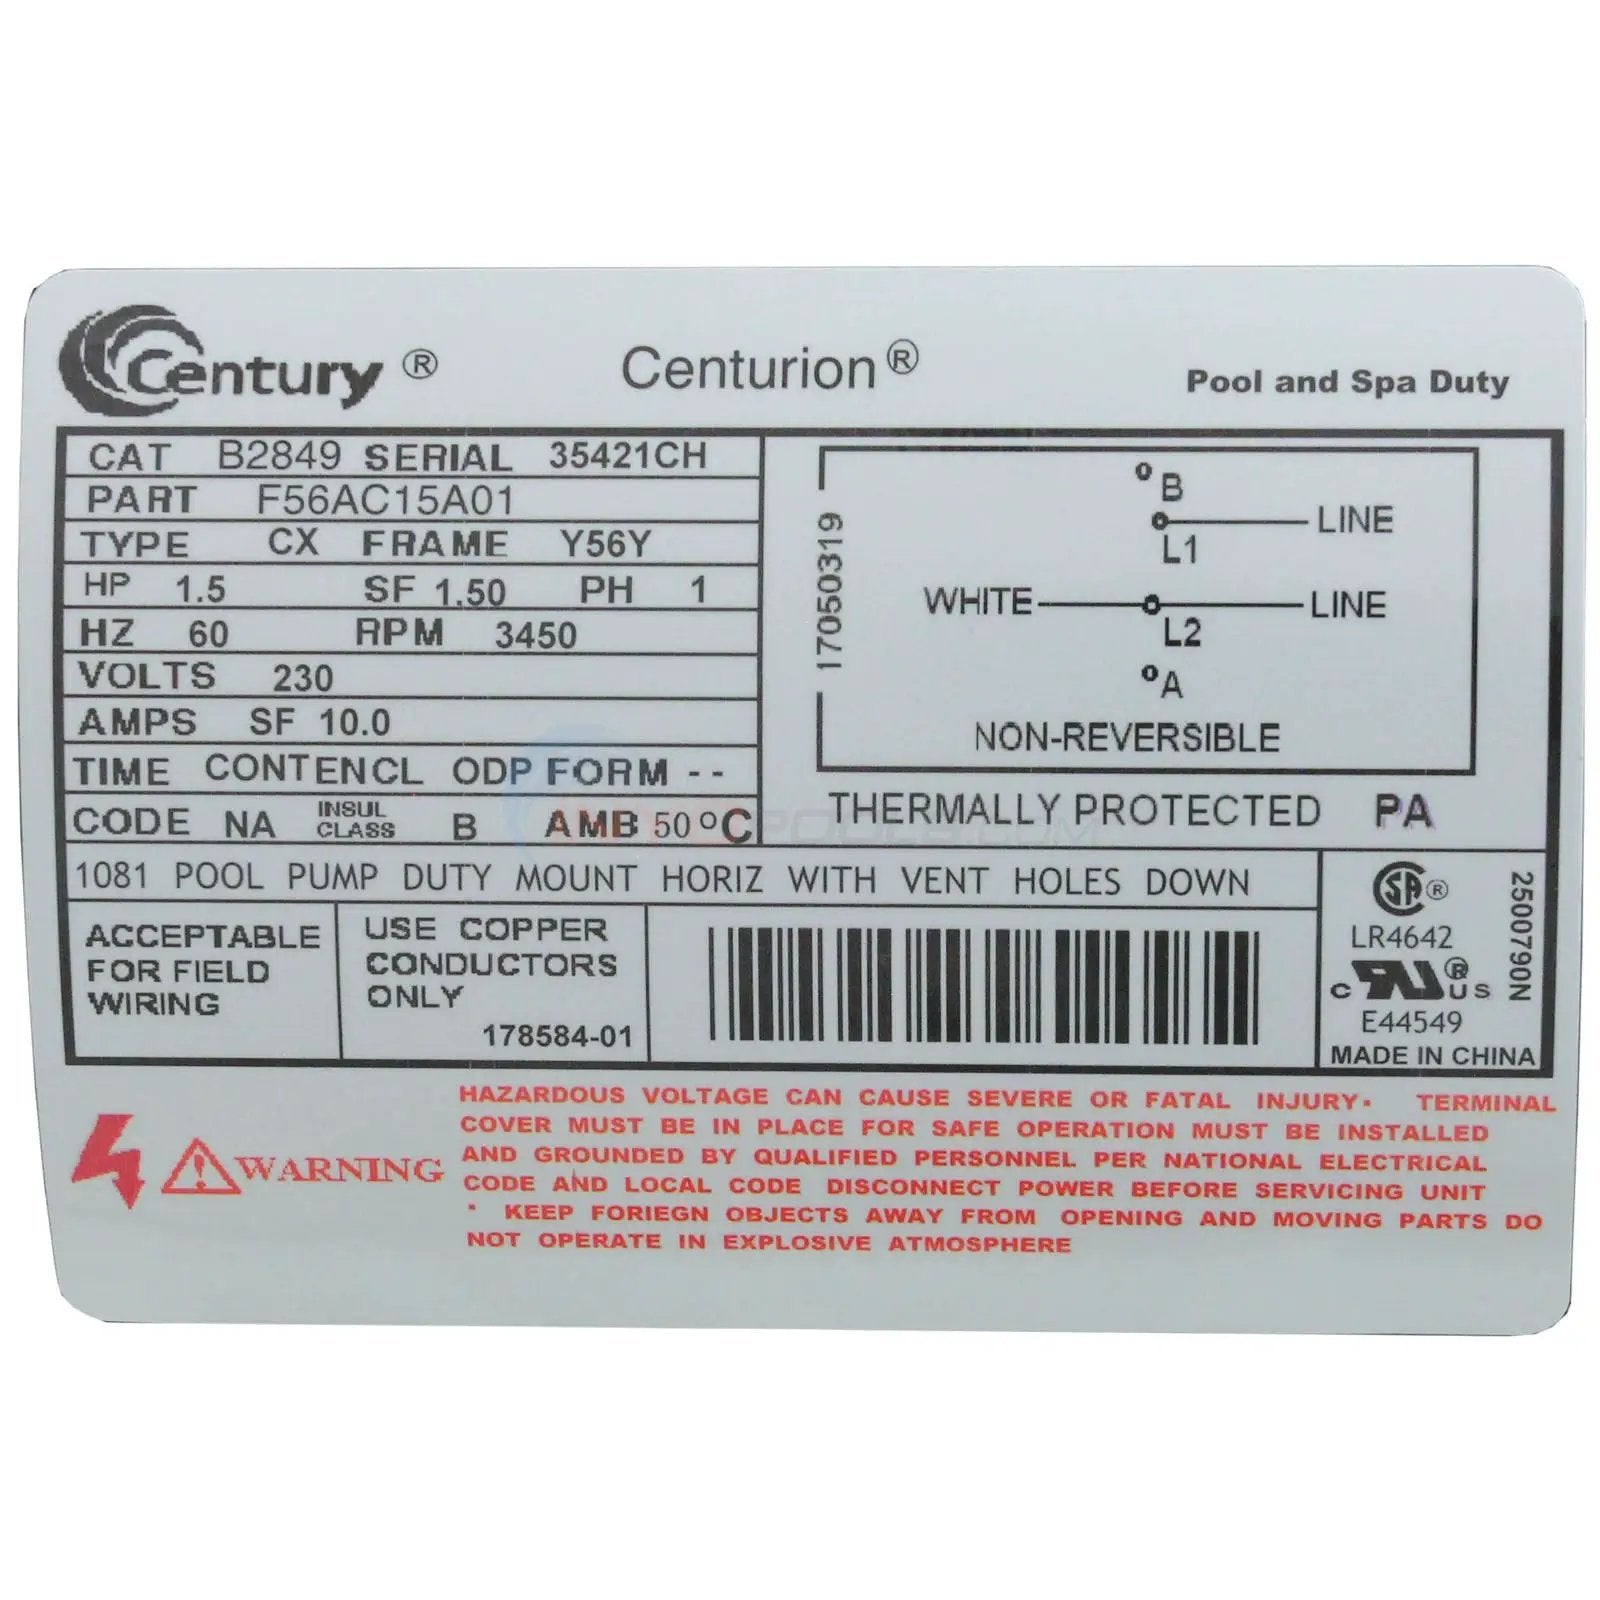 Century ® Centurion ® Pool and Spa Duty
CAT B2849 SERIAL 35421CH
PART F56AC15A01
TYPE CX FRAME Y56Y
HP 1.5 SF 1.50 PH 1
HZ 60 RPM 3450
VOLTS 230
AMPS SF 10.0
TIME CONT ENCL ODP FORM --
CODE NA INSUL CLASS B AMB 50 °C
17050319
B
L1 LINE
WHITE L2 LINE
A
NON-REVERSIBLE
THERMALLY PROTECTED PA
1081 POOL PUMP DUTY MOUNT HORIZ WITH VENT HOLES DOWN
ACCEPTABLE
FOR FIELD
WIRING
USE COPPER
CONDUCTORS
ONLY
178584-01
SA ®
LR4642
c RU ® US
E44549
MADE IN CHINA
2500790N
WARNING
HAZARDOUS VOLTAGE CAN CAUSE SEVERE OR FATAL INJURY. TERMINAL
COVER MUST BE IN PLACE FOR SAFE OPERATION MUST BE INSTALLED
AND GROUNDED BY QUALIFIED PERSONNEL PER NATIONAL ELECTRICAL
CODE AND LOCAL CODE DISCONNECT POWER BEFORE SERVICING UNIT
· KEEP FORIEGN OBJECTS AWAY FROM OPENING AND MOVING PARTS DO
NOT OPERATE IN EXPLOSIVE ATMOSPHERE